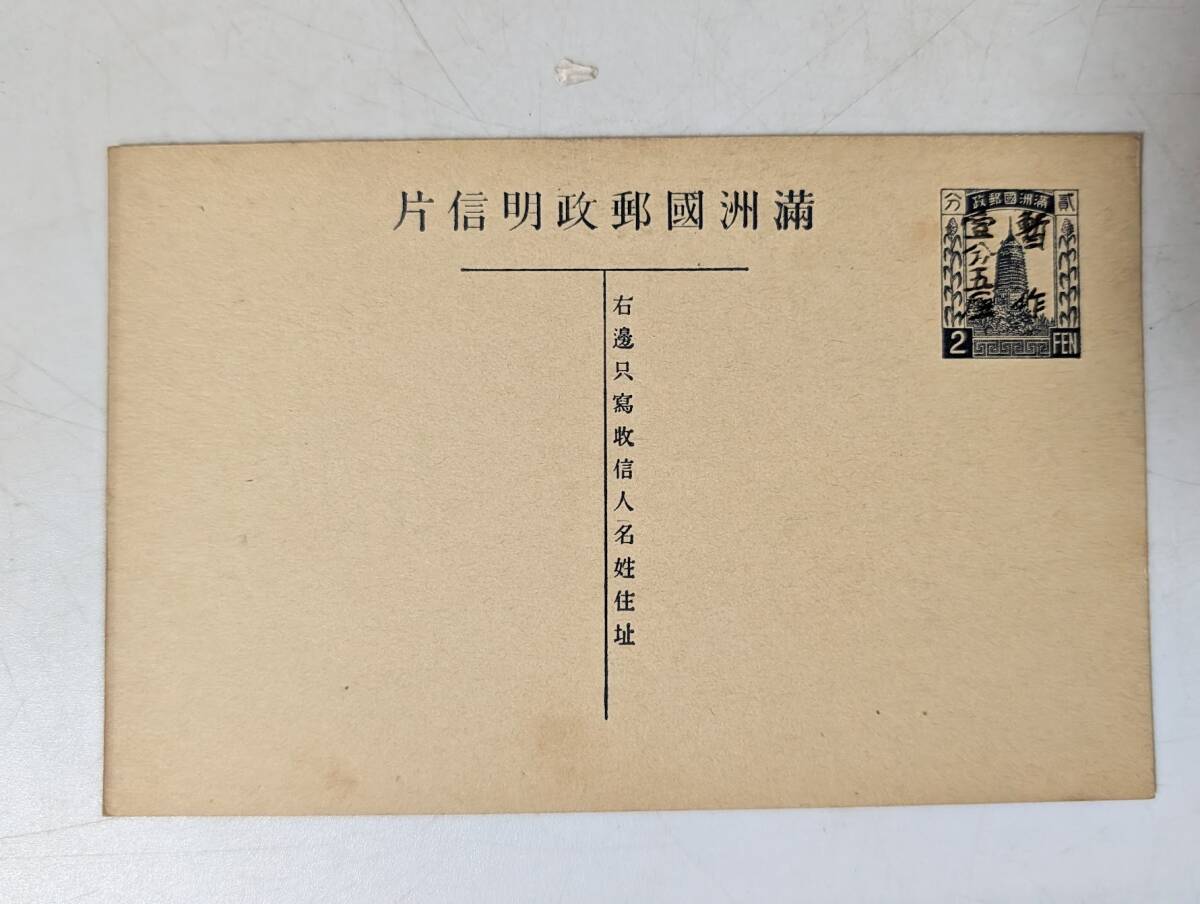 滿洲國郵政明信片
右邊只寫收信人名姓住址
貳分
滿洲國郵政
暫作
壹分五厘
2 FEN